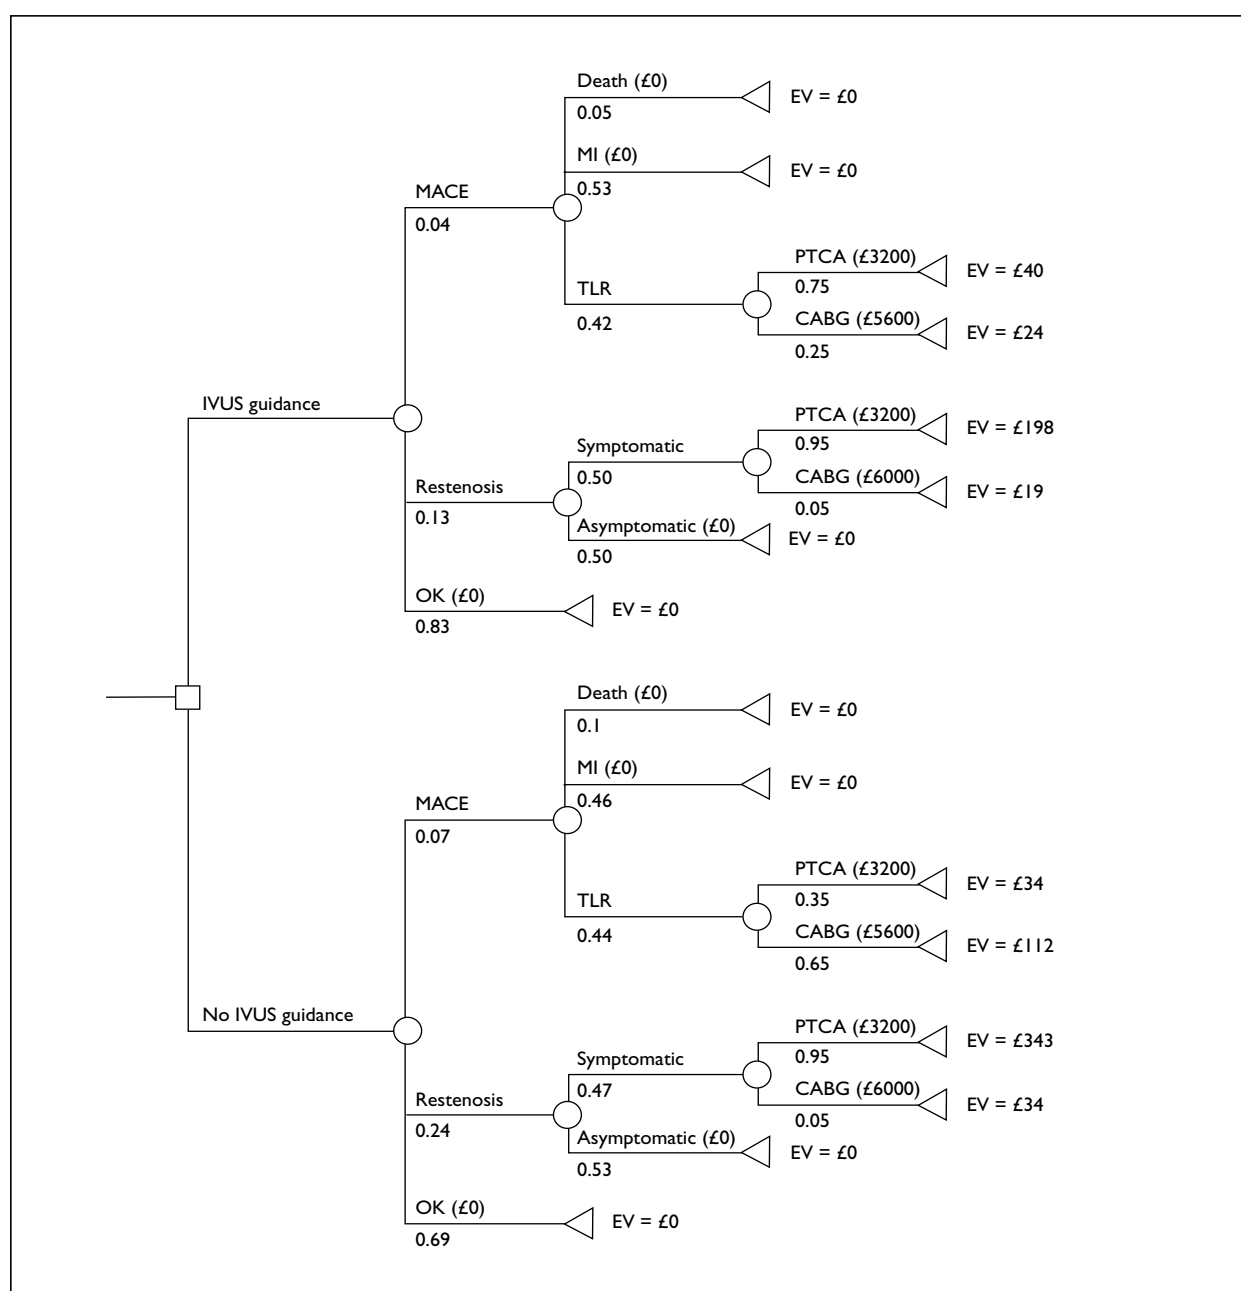 Death (£0)
0.05
EV = £0
MI (£0)
0.53
EV = £0
MACE
0.04
TLR
0.42
PTCA (£3200)
0.75
EV = £40
CABG (£5600)
0.25
EV = £24
IVUS guidance
PTCA (£3200)
0.95
EV = £198
Symptomatic
0.50
CABG (£6000)
0.05
EV = £19
Restenosis
0.13
Asymptomatic (£0)
0.50
EV = £0
OK (£0)
0.83
EV = £0
Death (£0)
0.1
EV = £0
MI (£0)
0.46
EV = £0
MACE
0.07
PTCA (£3200)
0.35
EV = £34
TLR
0.44
CABG (£5600)
0.65
EV = £112
No IVUS guidance
PTCA (£3200)
0.95
EV = £343
Symptomatic
0.47
CABG (£6000)
0.05
EV = £34
Restenosis
0.24
Asymptomatic (£0)
0.53
EV = £0
OK (£0)
0.69
EV = £0